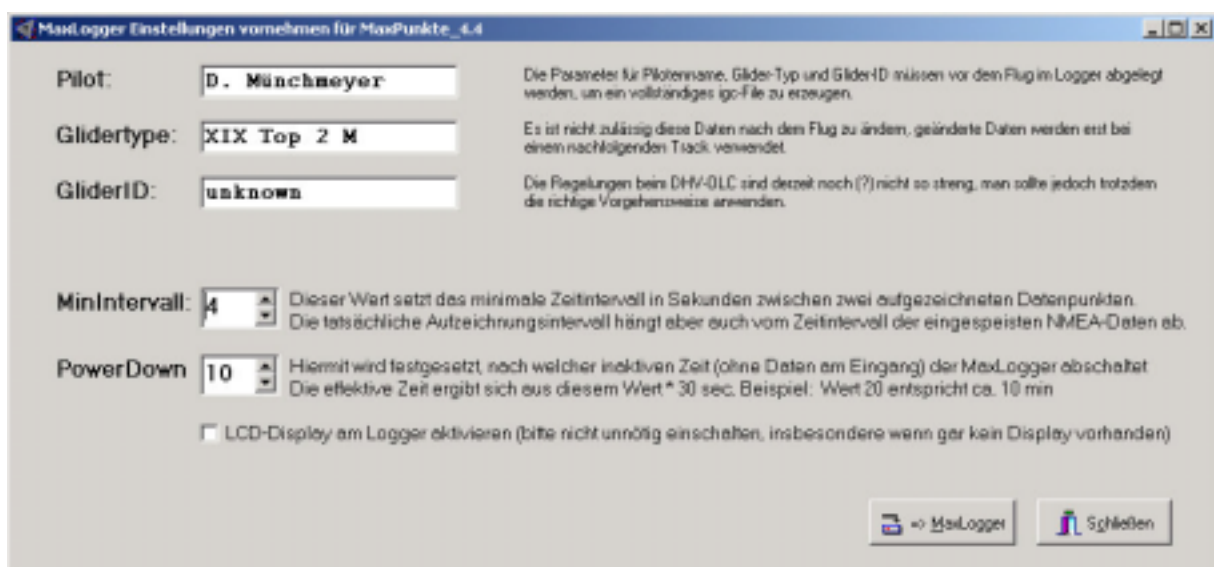 MaxLogger Einstellungen vornehmen für MaxPunkte_4.4
Pilot: D. Münchmeyer
Die Parameter für Pilotenname, Glider-Typ und Glider-ID müssen vor dem Flug im Logger abgelegt
werden, um ein vollständiges igc-File zu erzeugen.
Glidertype: XIX Top 2 M
Es ist nicht zulässig diese Daten nach dem Flug zu ändern, geänderte Daten werden erst bei
einem nachfolgenden Track verwendet.
GliderID: unknown
Die Regelungen beim DHV-OLC sind derzeit noch (?) nicht so streng, man sollte jedoch trotzdem
die richtige Vorgehensweise anwenden.
MinIntervall: 4
Dieser Wert setzt das minimale Zeitintervall in Sekunden zwischen zwei aufgezeichneten Datenpunkten.
Die tatsächliche Aufzeichnungsintervall hängt aber auch vom Zeitintervall der eingespeisten NMEA-Daten ab.
PowerDown 10
Hiermit wird festgesetzt, nach welcher inaktiven Zeit (ohne Daten am Eingang) der MaxLogger abschaltet
Die effektive Zeit ergibt sich aus diesem Wert * 30 sec. Beispiel: Wert 20 entspricht ca. 10 min
LCD-Display am Logger aktivieren (bitte nicht unnötig einschalten, insbesondere wenn gar kein Display vorhanden)
=> MaxLogger
Schließen